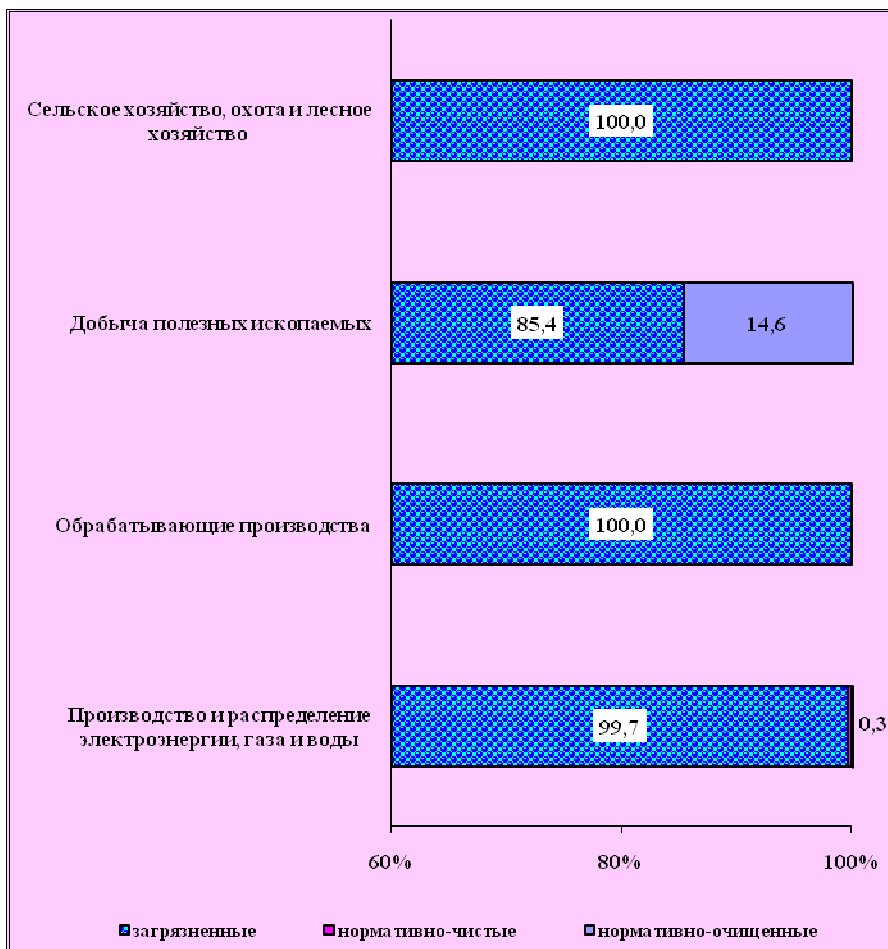 Сельское хозяйство, охота и лесное
хозяйство
100,0
Добыча полезных ископаемых
85,4
14,6
Обрабатывающие производства
100,0
Производство и распределение
электроэнергии, газа и воды
99,7
0,3
60%
80%
100%
загрязненные
нормативно-чистые
нормативно-очищенные